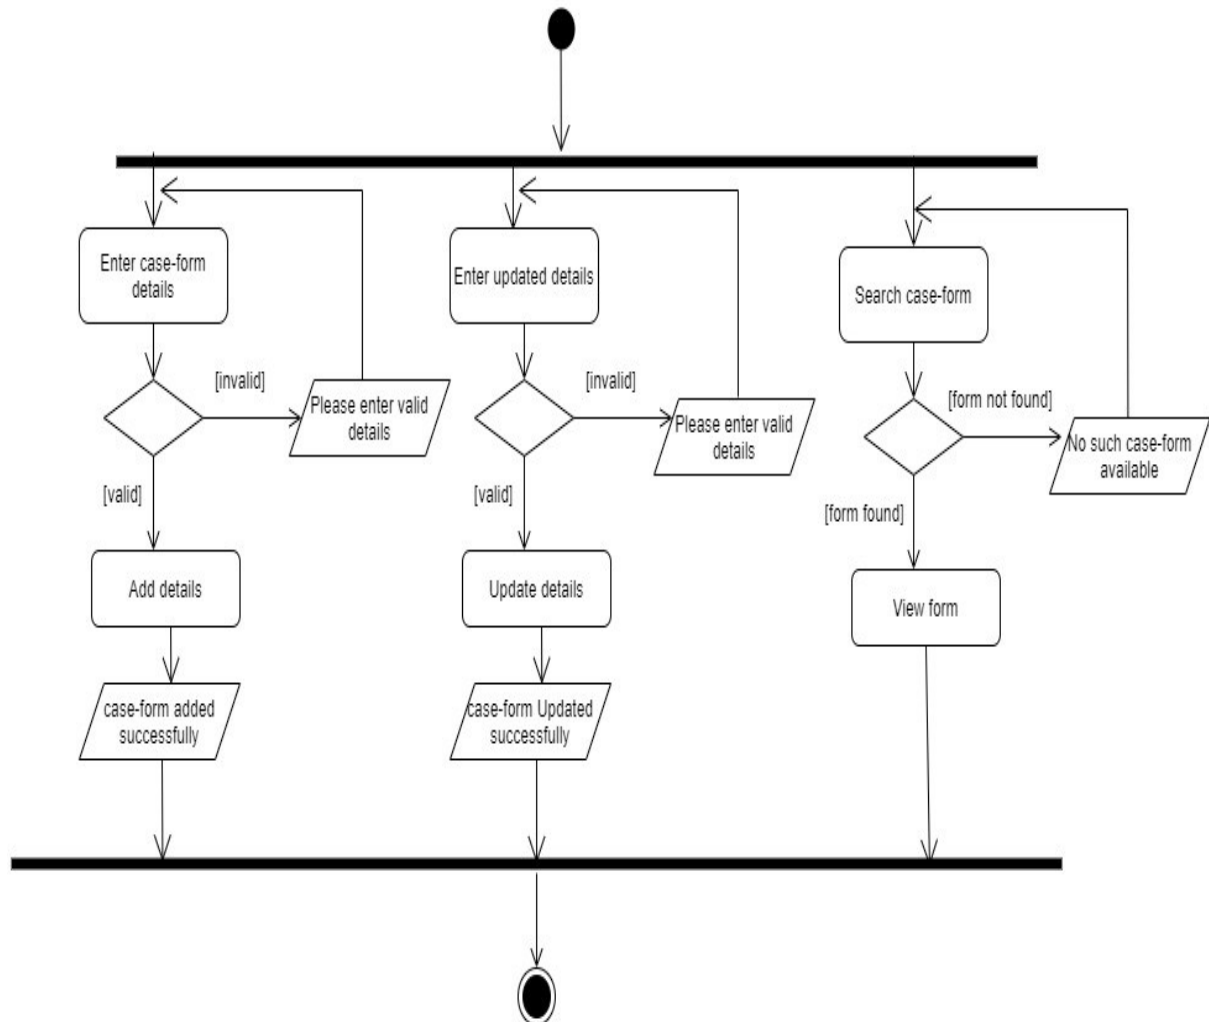 Enter case-form
details
[invalid]
Please enter valid
details
[valid]
Add details
case-form added
successfully
Enter updated details
[invalid]
Please enter valid
details
[valid]
Update details
case-form Updated
successfully
Search case-form
[form not found]
No such case-form
available
[form found]
View form